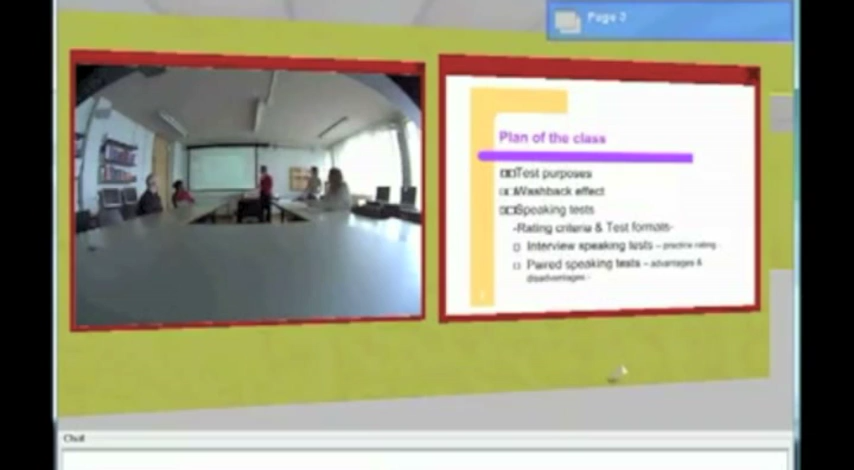 Page 3
Plan of the class
Test purposes
Washback effect
Speaking tests
-Rating criteria & Test formats-
Interview speaking tests – practice rating -
Paired speaking tests – advantages &
disadvantages -
Chat